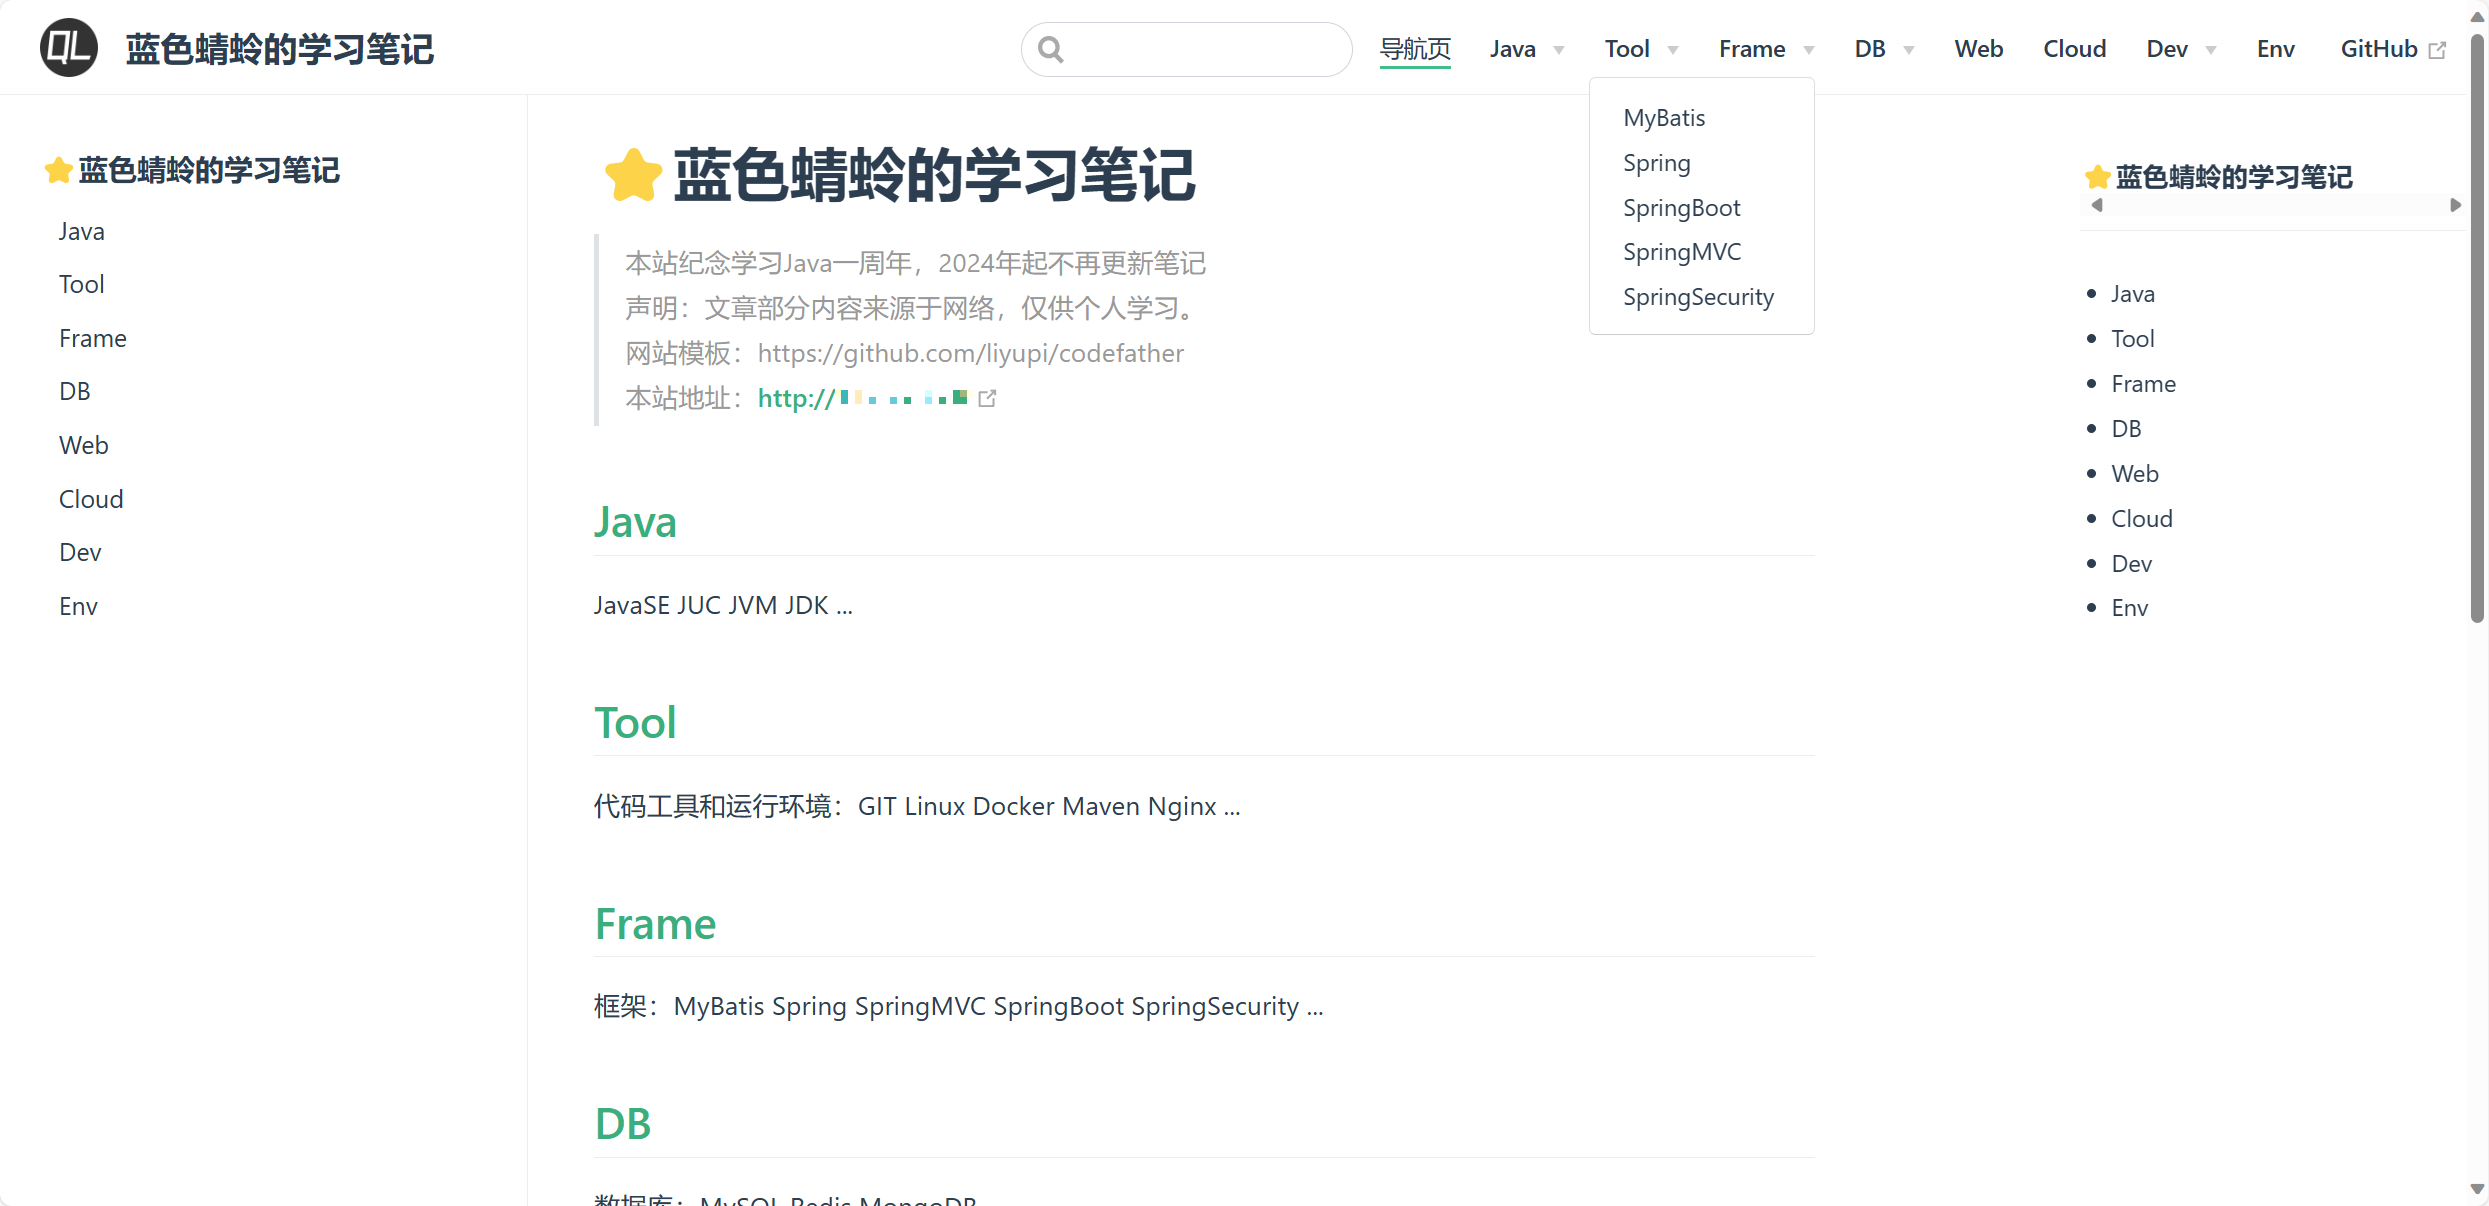 QL 蓝色蜻蛉的学习笔记
导航页 Java Tool Frame DB Web Cloud Dev Env GitHub
MyBatis
Spring
SpringBoot
SpringMVC
SpringSecurity
蓝色蜻蛉的学习笔记
Java
Tool
Frame
DB
Web
Cloud
Dev
Env
蓝色蜻蛉的学习笔记
本站纪念学习Java一周年，2024年起不再更新笔记
声明：文章部分内容来源于网络，仅供个人学习。
网站模板：https://github.com/liyupi/codefather
本站地址：http://
Java
JavaSE JUC JVM JDK ...
Tool
代码工具和运行环境：GIT Linux Docker Maven Nginx ...
Frame
框架：MyBatis Spring SpringMVC SpringBoot SpringSecurity ...
DB
数据库：MySQL Redis MongoDB
蓝色蜻蛉的学习笔记
Java
Tool
Frame
DB
Web
Cloud
Dev
Env